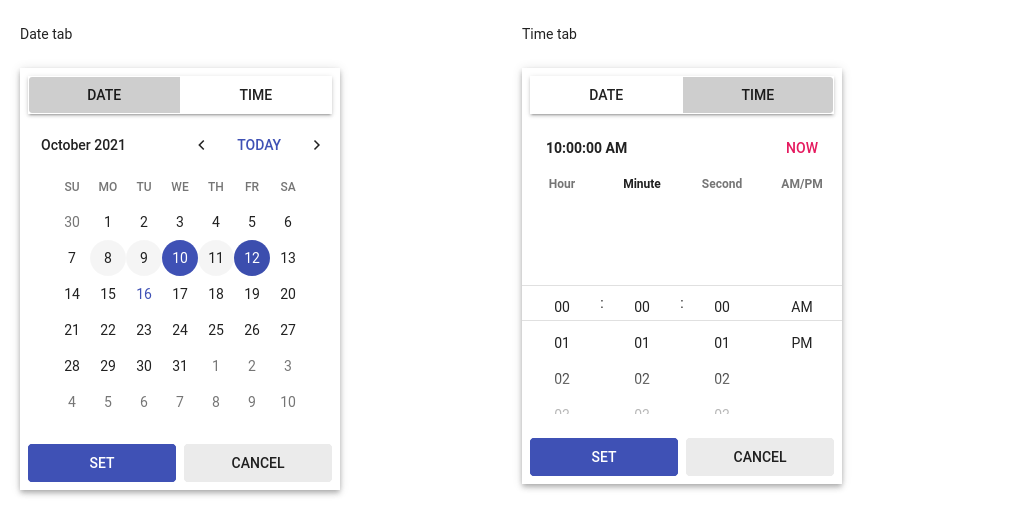 Date tab
DATE TIME
October 2021 TODAY
SU MO TU WE TH FR SA
30 1 2 3 4 5 6
7 8 9 10 11 12 13
14 15 16 17 18 19 20
21 22 23 24 25 26 27
28 29 30 31 1 2 3
4 5 6 7 8 9 10
SET CANCEL
Time tab
DATE TIME
10:00:00 AM NOW
Hour Minute Second AM/PM
00 : 00 : 00 AM
01 01 01 PM
02 02 02
SET CANCEL